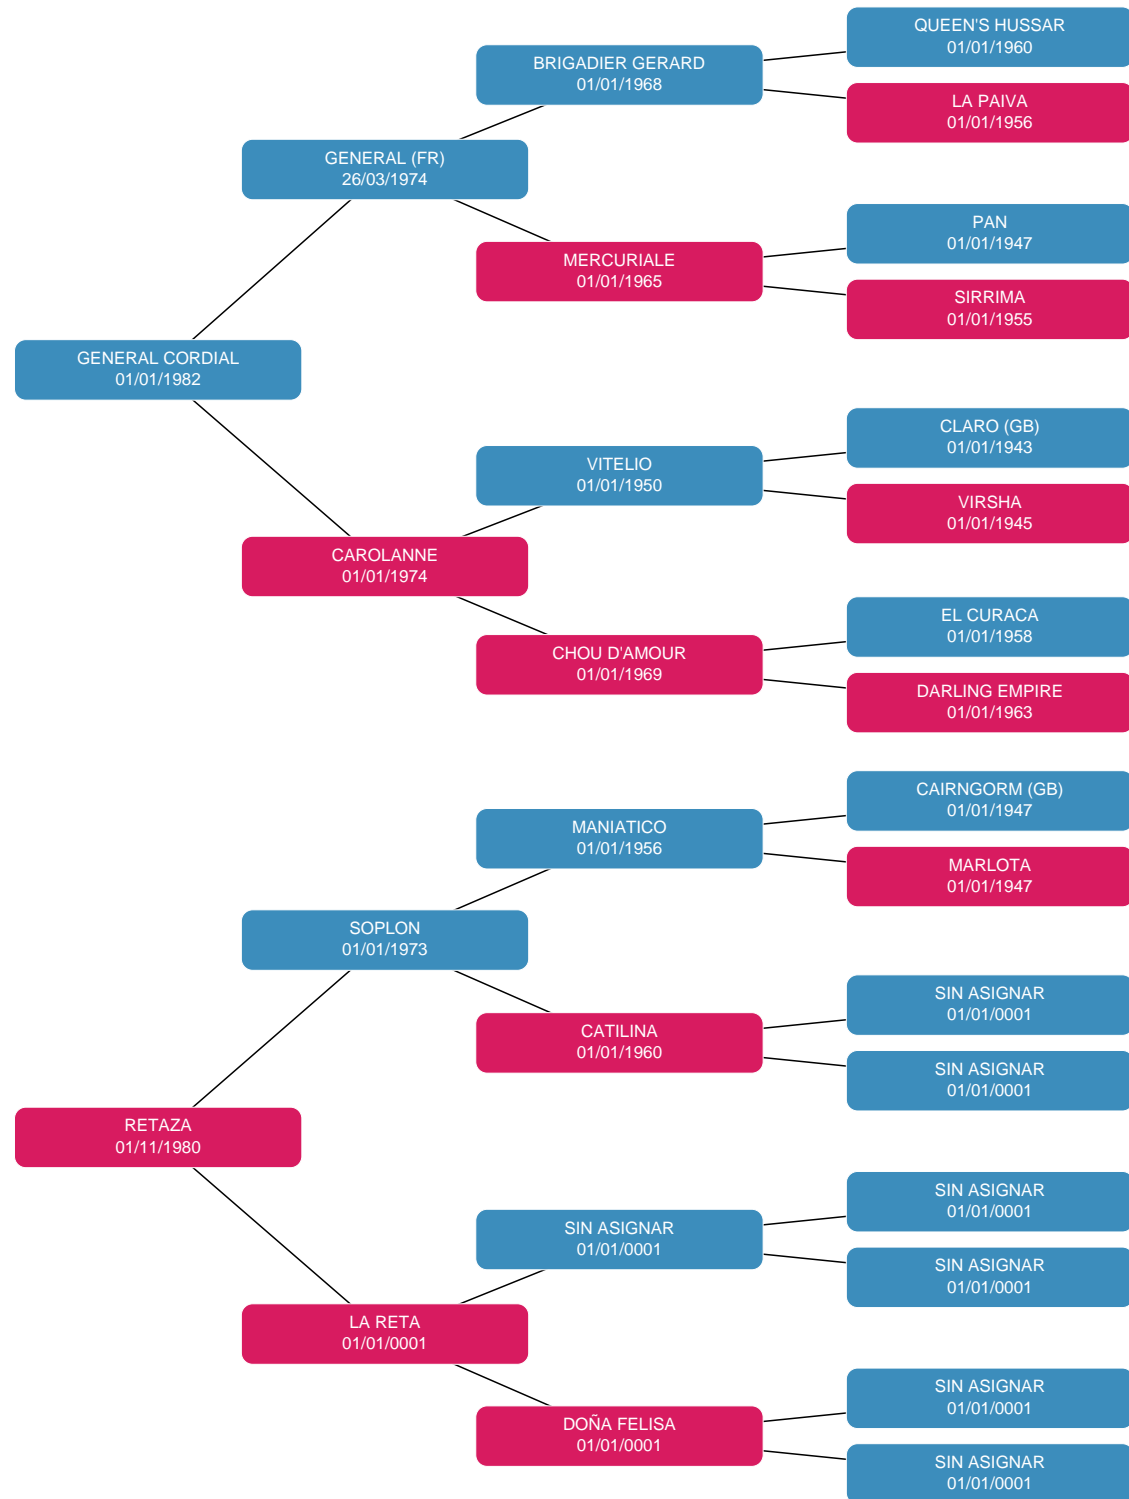 QUEEN'S HUSSAR
01/01/1960
BRIGADIER GERARD
01/01/1968
LA PAIVA
01/01/1956
GENERAL (FR)
26/03/1974
PAN
01/01/1947
MERCURIALE
01/01/1965
SIRRIMA
01/01/1955
GENERAL CORDIAL
01/01/1982
CLARO (GB)
01/01/1943
VITELIO
01/01/1950
VIRSHA
01/01/1945
CAROLANNE
01/01/1974
EL CURACA
01/01/1958
CHOU D'AMOUR
01/01/1969
DARLING EMPIRE
01/01/1963
CAIRNGORM (GB)
01/01/1947
MANIATICO
01/01/1956
MARLOTA
01/01/1947
SOPLON
01/01/1973
SIN ASIGNAR
01/01/0001
CATILINA
01/01/1960
SIN ASIGNAR
01/01/0001
RETAZA
01/11/1980
SIN ASIGNAR
01/01/0001
SIN ASIGNAR
01/01/0001
SIN ASIGNAR
01/01/0001
LA RETA
01/01/0001
SIN ASIGNAR
01/01/0001
DOÑA FELISA
01/01/0001
SIN ASIGNAR
01/01/0001